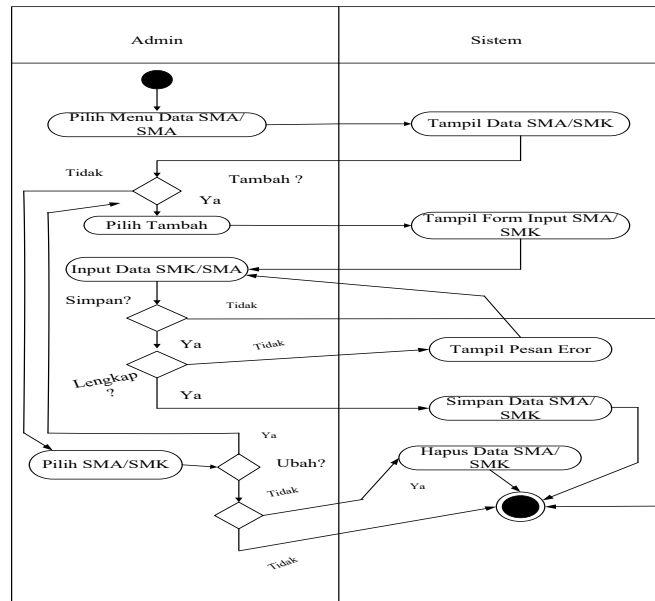 Admin
Sistem
Pilih Menu Data SMA/
SMA
Tampil Data SMA/SMK
Tidak
Tambah ?
Ya
Pilih Tambah
Tampil Form Input SMA/
SMK
Input Data SMK/SMA
Simpan?
Tidak
Ya
Tidak
Tampil Pesan Eror
Lengkap
?
Ya
Simpan Data SMA/
SMK
Ya
Pilih SMA/SMK
Ubah?
Hapus Data SMA/
SMK
Tidak
Ya
Tidak